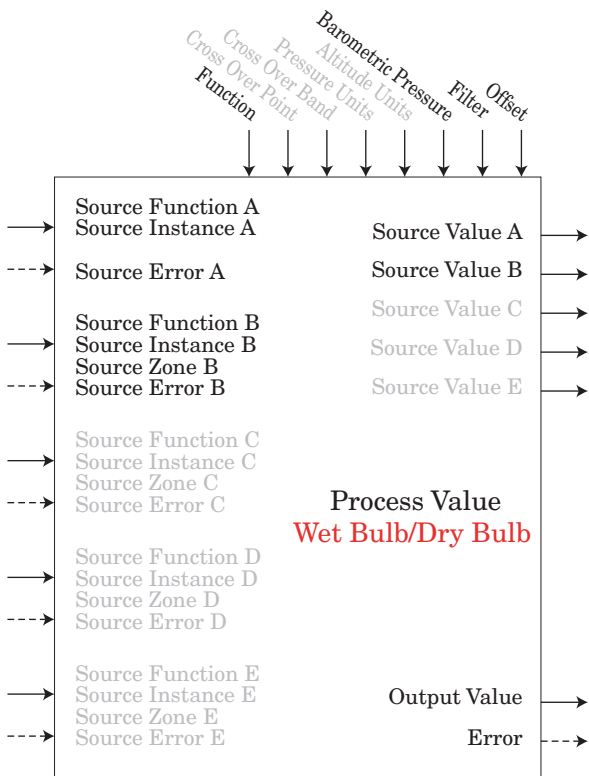 Function
Cross Over Point
Cross Over Band
Pressure Units
Altitude Units
Barometric Pressure
Filter
Offset
Source Function A
Source Instance A
Source Error A
Source Function B
Source Instance B
Source Zone B
Source Error B
Source Function C
Source Instance C
Source Zone C
Source Error C
Source Function D
Source Instance D
Source Zone D
Source Error D
Source Function E
Source Instance E
Source Zone E
Source Error E
Source Value A
Source Value B
Source Value C
Source Value D
Source Value E
Process Value
Wet Bulb/Dry Bulb
Output Value
Error